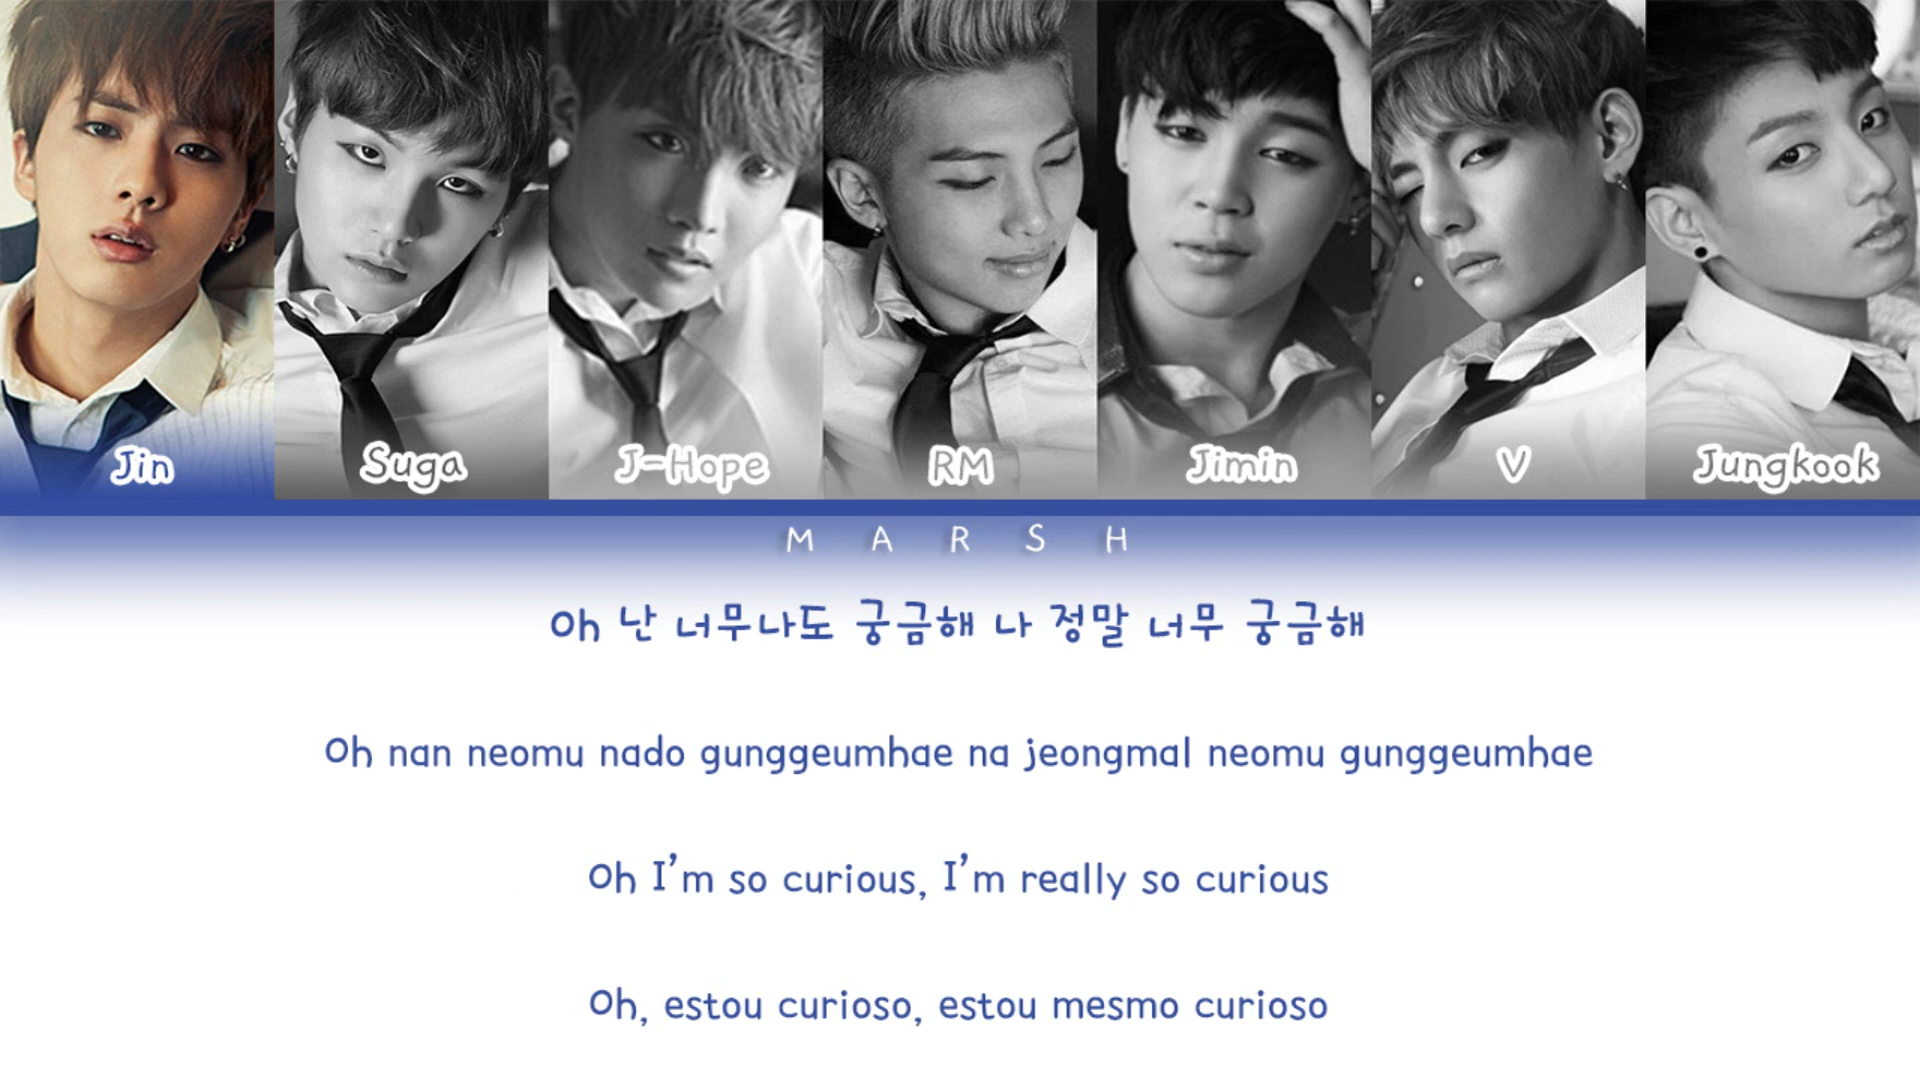 Jin Suga J-Hope RM Jimin V Jungkook
M A R S H
Oh 난 너무나도 궁금해 나 정말 너무 궁금해
Oh nan neomu nado gunggeumhae na jeongmal neomu gunggeumhae
Oh I'm so curious, I'm really so curious
Oh, estou curioso, estou mesmo curioso